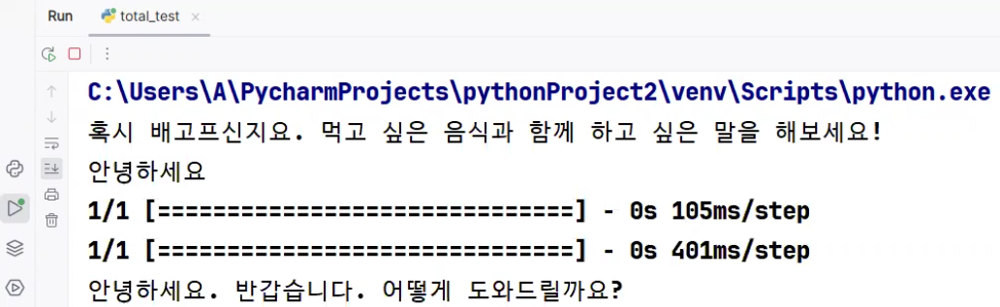 Run total_test
C:\Users\A\PycharmProjects\pythonProject2\venv\Scripts\python.exe
혹시 배고프신지요. 먹고 싶은 음식과 함께 하고 싶은 말을 해보세요!
안녕하세요
1/1 [==============================] - 0s 105ms/step
1/1 [==============================] - 0s 401ms/step
안녕하세요. 반갑습니다. 어떻게 도와드릴까요?